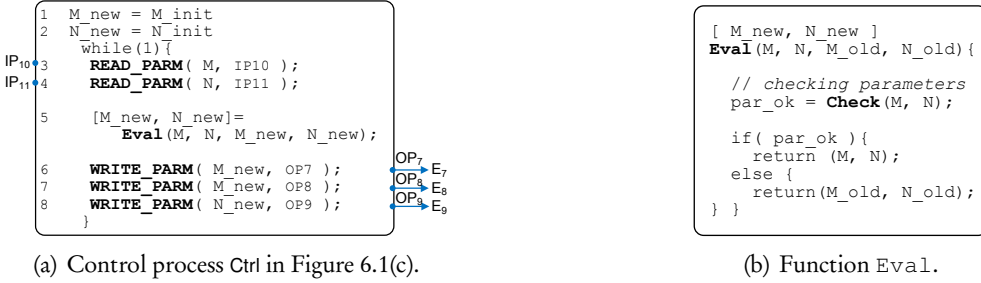 1 M_new = M_init
2 N_new = N_init
while(1){
IP10 3 READ_PARM( M, IP10 );
IP11 4 READ_PARM( N, IP11 );
5 [M_new, N_new]=
Eval(M, N, M_new, N_new);
6 WRITE_PARM( M_new, OP7 ); OP7 E7
7 WRITE_PARM( M_new, OP8 ); OP8 E8
8 WRITE_PARM( N_new, OP9 ); OP9 E9
}
(a) Control process Ctrl in Figure 6.1(c).
[ M_new, N_new ]
Eval(M, N, M_old, N_old){
// checking parameters
par_ok = Check(M, N);
if( par_ok ){
return (M, N);
else {
return(M_old, N_old);
} }
(b) Function Eval.